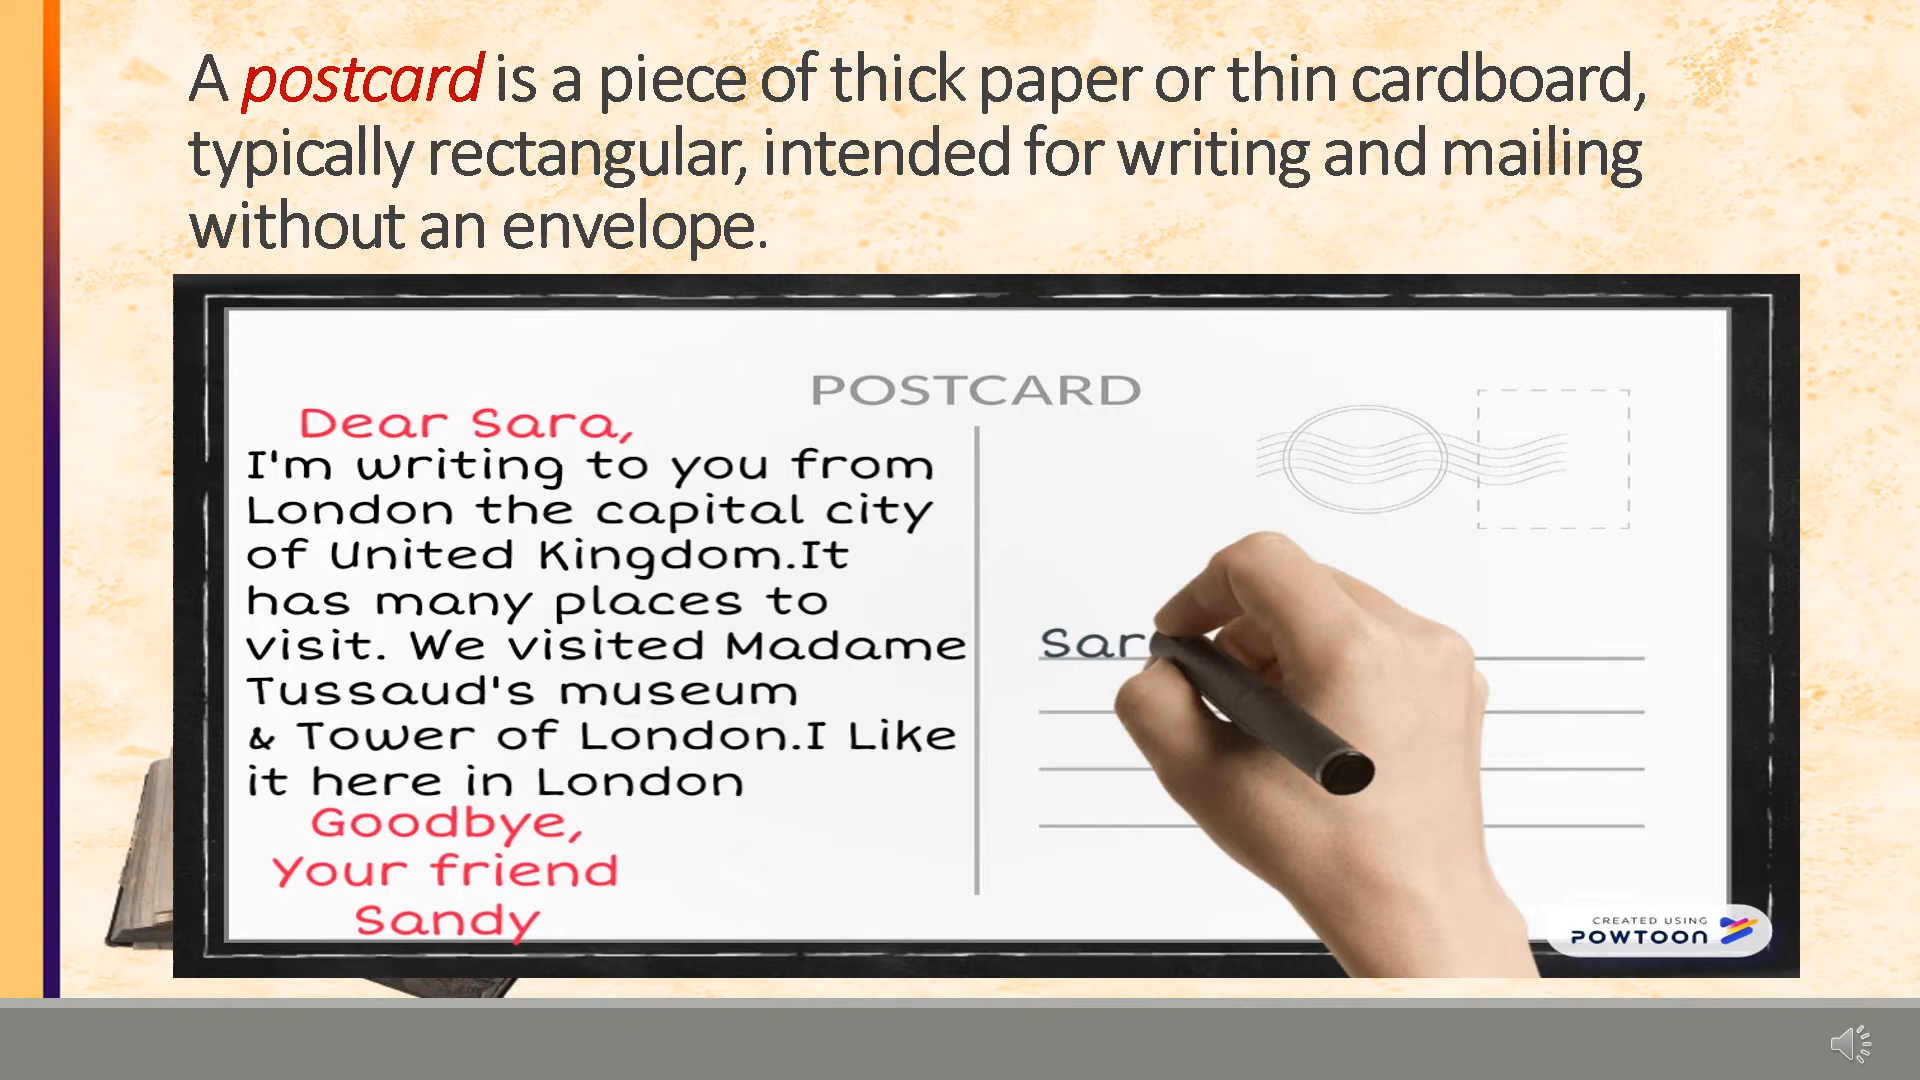 A postcard is a piece of thick paper or thin cardboard,
typically rectangular, intended for writing and mailing
without an envelope.
POSTCARD
Dear Sara,
I'm writing to you from
London the capital city
of United Kingdom.It
has many places to
visit. We visited Madame
Tussaud's museum
& Tower of London.I Like
it here in London
Goodbye,
Your friend
Sandy
Sar
CREATED USING
POWTOON